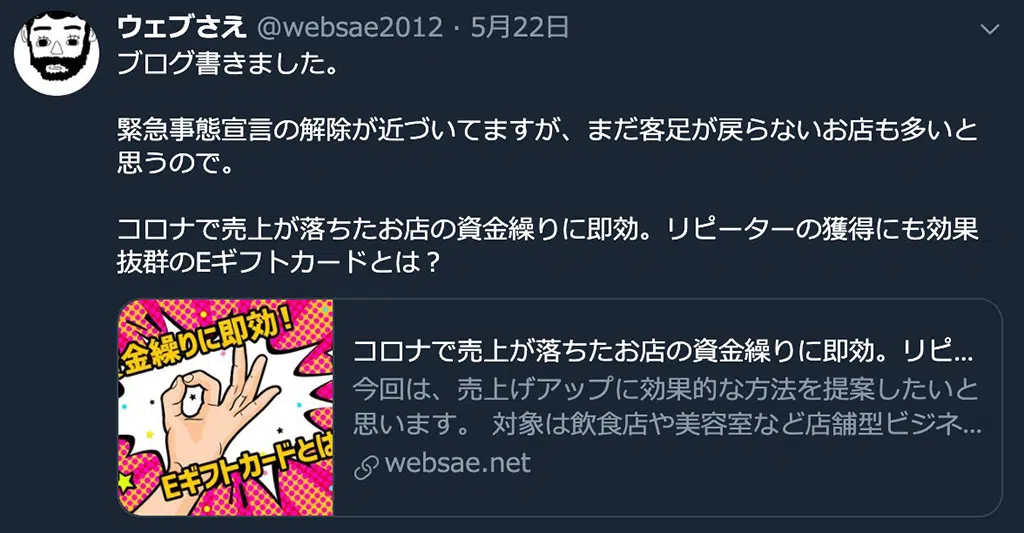 ウェブさえ @websae2012 · 5月22日
ブログ書きました。
緊急事態宣言の解除が近づいてますが、まだ客足が戻らないお店も多いと
思うので。
コロナで売上が落ちたお店の資金繰りに即効。リピーターの獲得にも効果
抜群のEギフトカードとは？
金繰りに即効！
Eギフトカードとは
コロナで売上が落ちたお店の資金繰りに即効。リピ...
今回は、売上げアップに効果的な方法を提案したいと
思います。 対象は飲食店や美容室など店舗型ビジネ...
websae.net